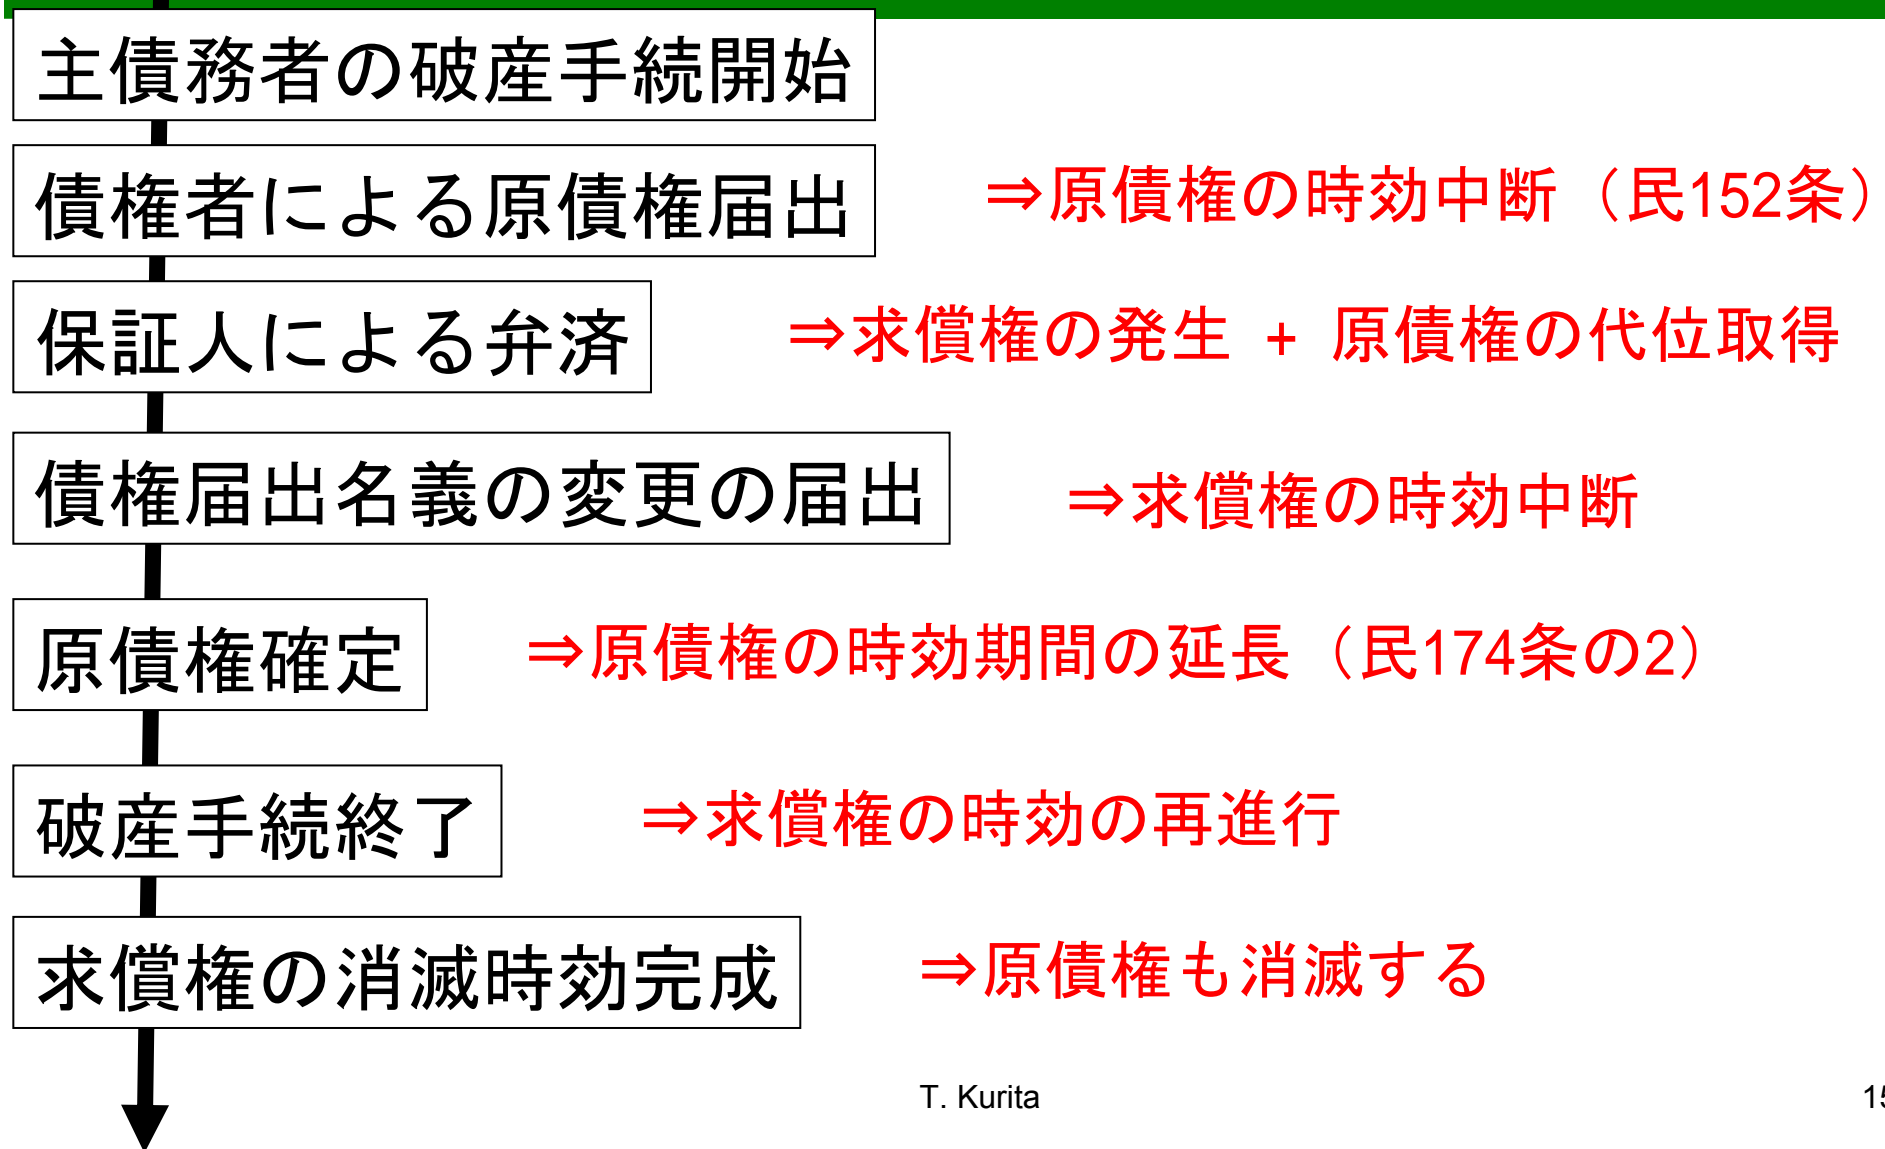 主債務者の破産手続開始
債権者による原債権届出 ⇒原債権の時効中断（民152条）
保証人による弁済 ⇒求償権の発生 + 原債権の代位取得
債権届出名義の変更の届出 ⇒求償権の時効中断
原債権確定 ⇒原債権の時効期間の延長（民174条の2）
破産手続終了 ⇒求償権の時効の再進行
求償権の消滅時効完成 ⇒原債権も消滅する
T. Kurita